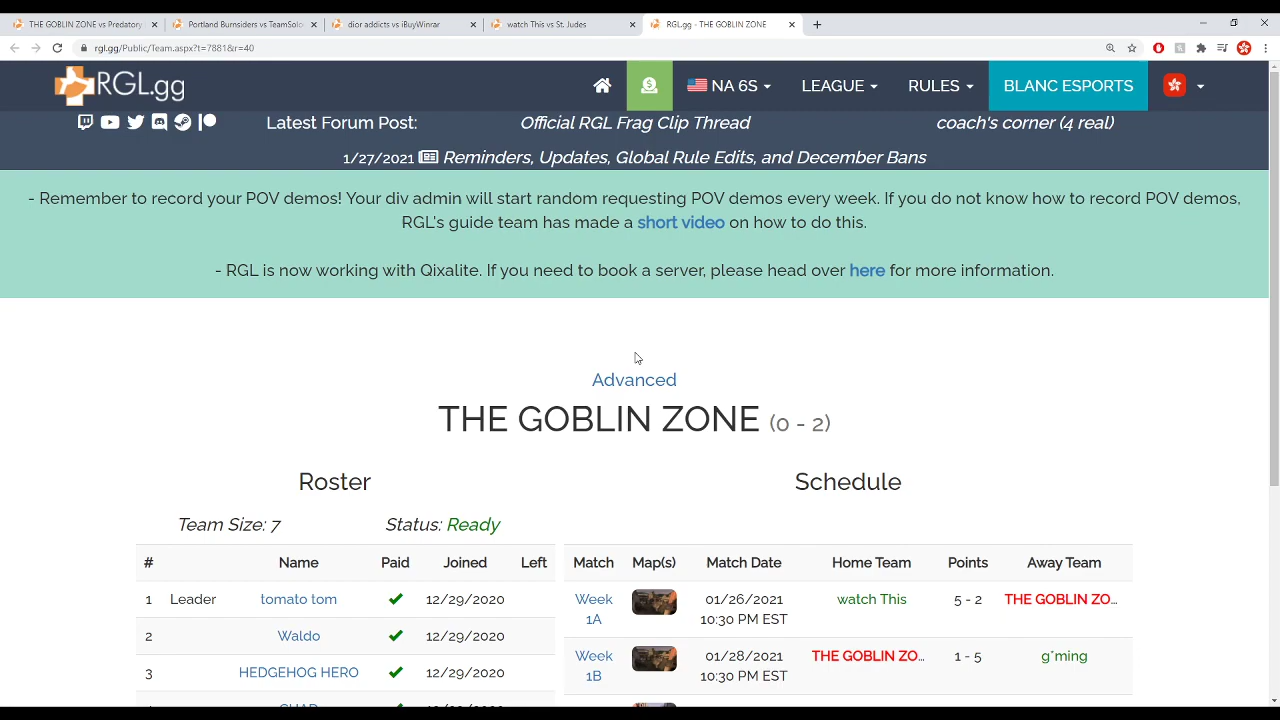 THE GOBLIN ZONE vs Predatory
Portland Burnsiders vs TeamSolo
dior addicts vs iBuyWinrar
watch This vs St. Judes
RGL.gg - THE GOBLIN ZONE
rgl.gg/Public/Team.aspx?t=7881&r=40
RGL.gg
NA 6S
LEAGUE
RULES
BLANC ESPORTS
Latest Forum Post:
Official RGL Frag Clip Thread
coach's corner (4 real)
1/27/2021 Reminders, Updates, Global Rule Edits, and December Bans
- Remember to record your POV demos! Your div admin will start random requesting POV demos every week. If you do not know how to record POV demos,
RGL's guide team has made a short video on how to do this.
- RGL is now working with Qixalite. If you need to book a server, please head over here for more information.
Advanced
THE GOBLIN ZONE (0 - 2)
Roster
Team Size: 7 Status: Ready
# Name Paid Joined Left
1 Leader tomato tom 12/29/2020
2 Waldo 12/29/2020
3 HEDGEHOG HERO 12/29/2020
Schedule
Match Map(s) Match Date Home Team Points Away Team
Week 01/26/2021 watch This 5 - 2 THE GOBLIN ZO...
1A 10:30 PM EST
Week 01/28/2021 THE GOBLIN ZO... 1 - 5 g*ming
1B 10:30 PM EST